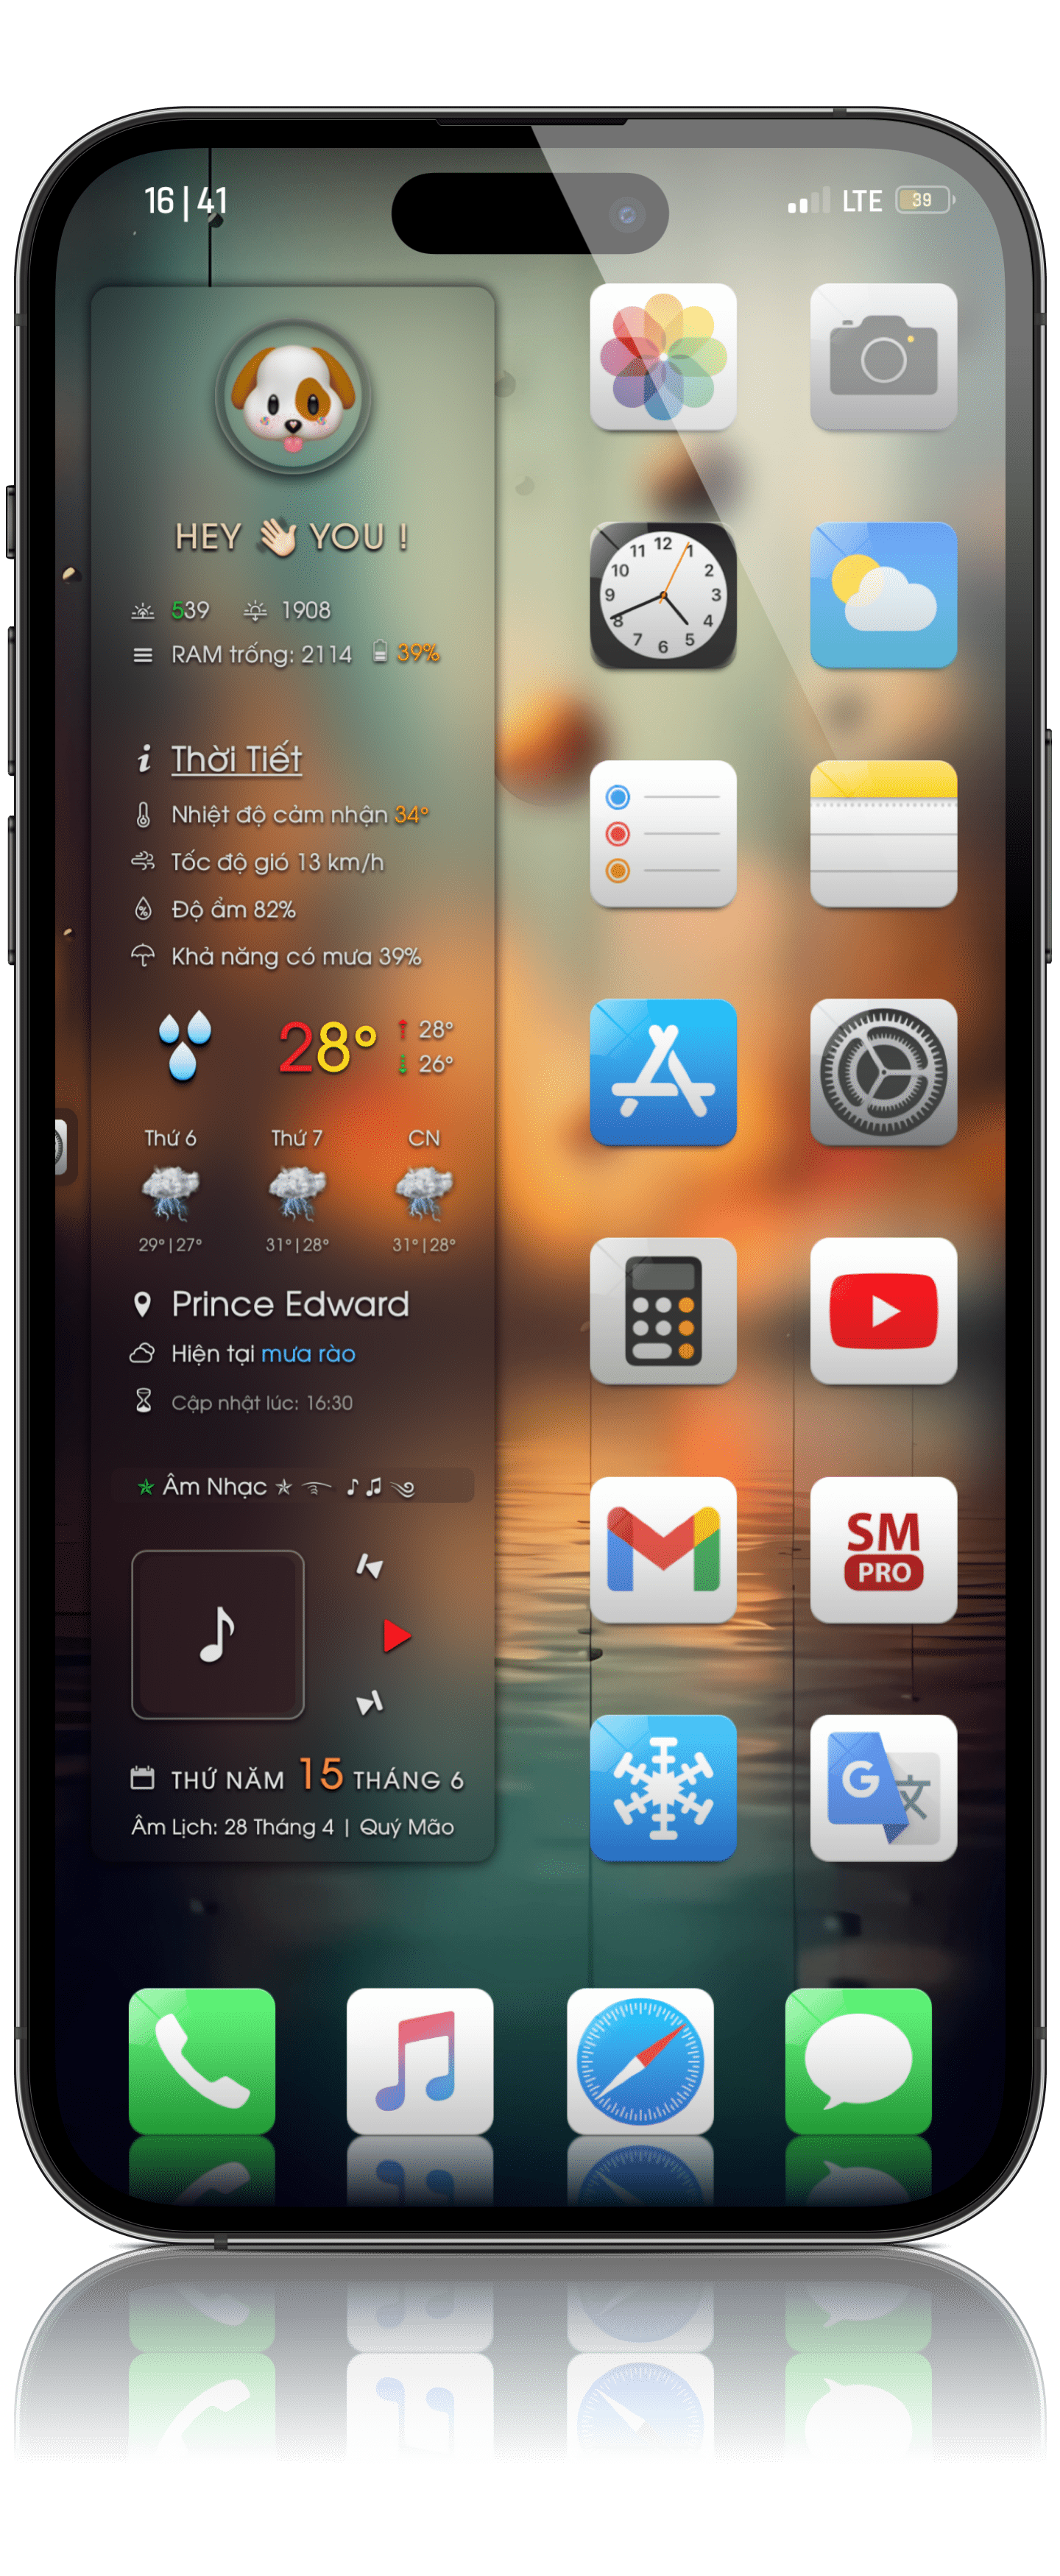 16|41
LTE 39
HEY 👋🏻 YOU !
539 1908
RAM trống: 2114 39%
Thời Tiết
Nhiệt độ cảm nhận 34°
Tốc độ gió 13 km/h
Độ ẩm 82%
Khả năng có mưa 39%
28° 28°
26°
Thứ 6 Thứ 7 CN
29°|27° 31°|28° 31°|28°
Prince Edward
Hiện tại mưa rào
Cập nhật lúc: 16:30
Âm Nhạc
THỨ NĂM 15 THÁNG 6
Âm Lịch: 28 Tháng 4 | Quý Mão
12 1 2 3 4 5 6 7 8 9 10 11
SM
PRO
G 文